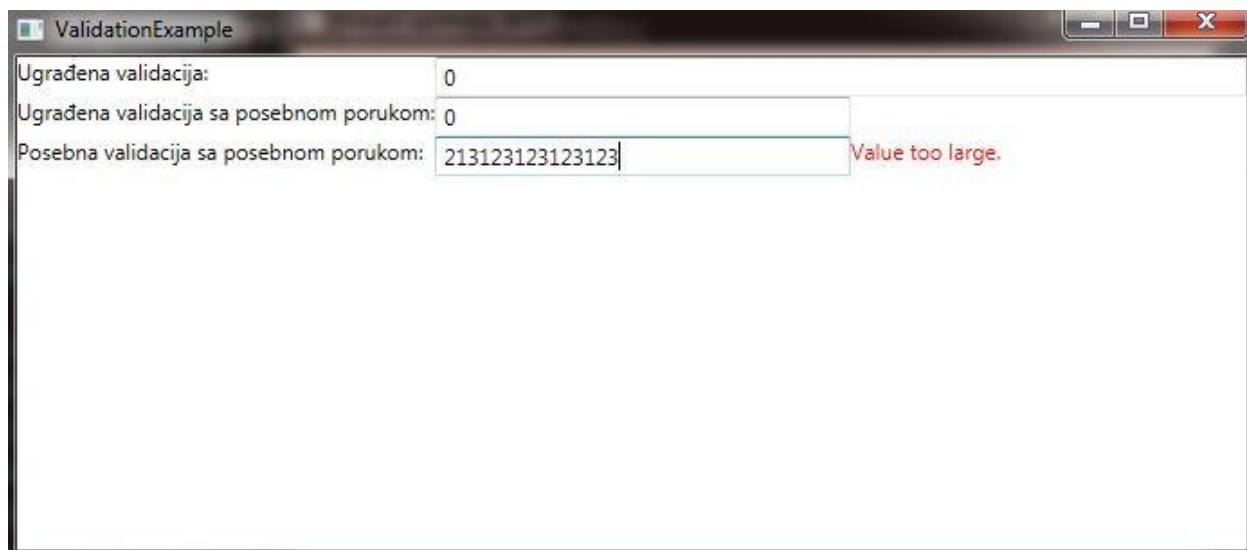 ValidationExample
Ugrađena validacija: 0
Ugrađena validacija sa posebnom porukom: 0
Posebna validacija sa posebnom porukom: 213123123123123 Value too large.